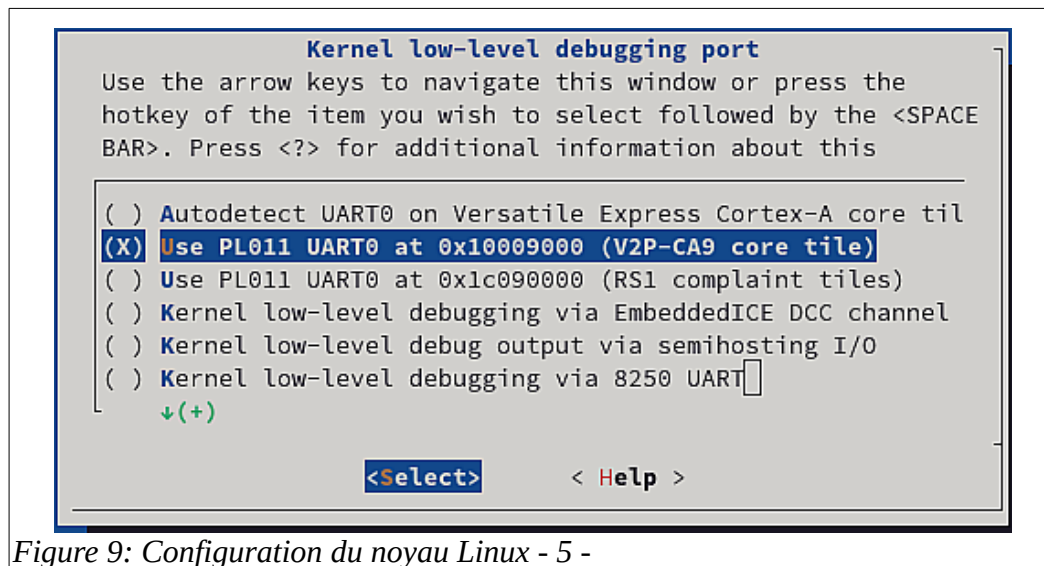 Kernel low-level debugging port
Use the arrow keys to navigate this window or press the
hotkey of the item you wish to select followed by the <SPACE
BAR>. Press <?> for additional information about this
( ) Autodetect UART0 on Versatile Express Cortex-A core til
(X) Use PL011 UART0 at 0x10009000 (V2P-CA9 core tile)
( ) Use PL011 UART0 at 0x1c090000 (RS1 complaint tiles)
( ) Kernel low-level debugging via EmbeddedICE DCC channel
( ) Kernel low-level debug output via semihosting I/O
( ) Kernel low-level debugging via 8250 UART
↓(+)
<Select> < Help >
Figure 9: Configuration du noyau Linux - 5 -